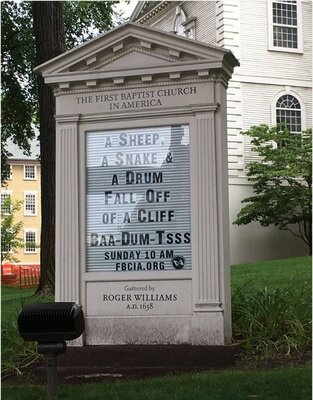 THE FIRST BAPTIST CHURCH
IN AMERICA
A SHEEP,
A SNAKE &
A DRUM
FALL OFF
OF A CLIFF
BAA-DUM-TSSS
SUNDAY 10 AM
FBCIA.ORG
Gathered by
ROGER WILLIAMS
A.D. 1638